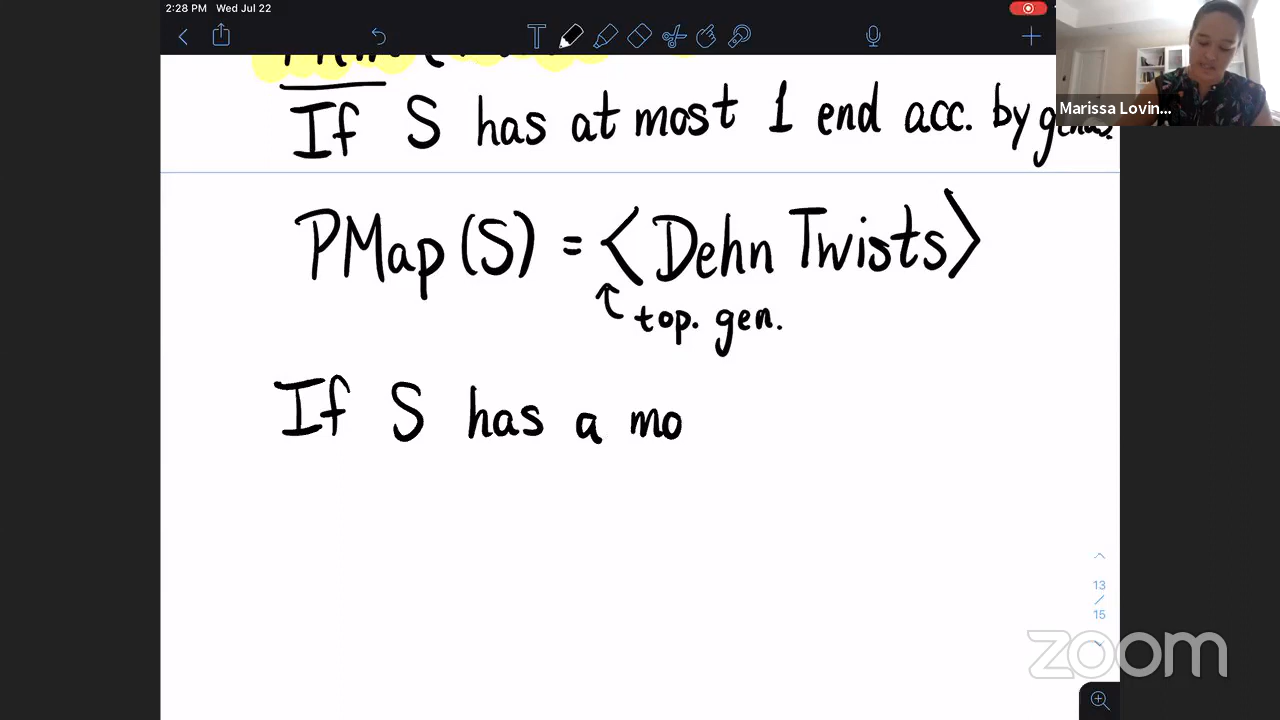 2:28 PM Wed Jul 22
If S has at most 1 end acc. by genus.
Marissa Lovin...
PMap (S) = <Dehn Twists>
top. gen.
If S has a mo
13
/
15
zoom